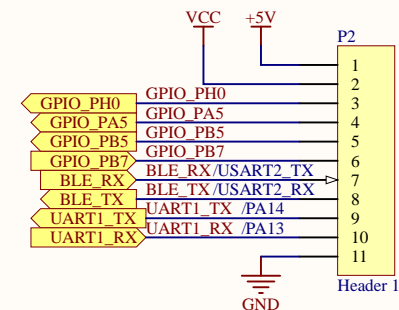 VCC +5V
P2
1
2
GPIO_PH0 GPIO_PH0 3
GPIO_PA5 GPIO_PA5 4
GPIO_PB5 GPIO_PB5 5
GPIO_PB7 GPIO_PB7 6
BLE_RX BLE_RX/USART2_TX 7
BLE_TX BLE_TX/USART2_RX 8
UART1_TX UART1_TX /PA14 9
UART1_RX UART1_RX /PA13 10
11
Header 1
GND